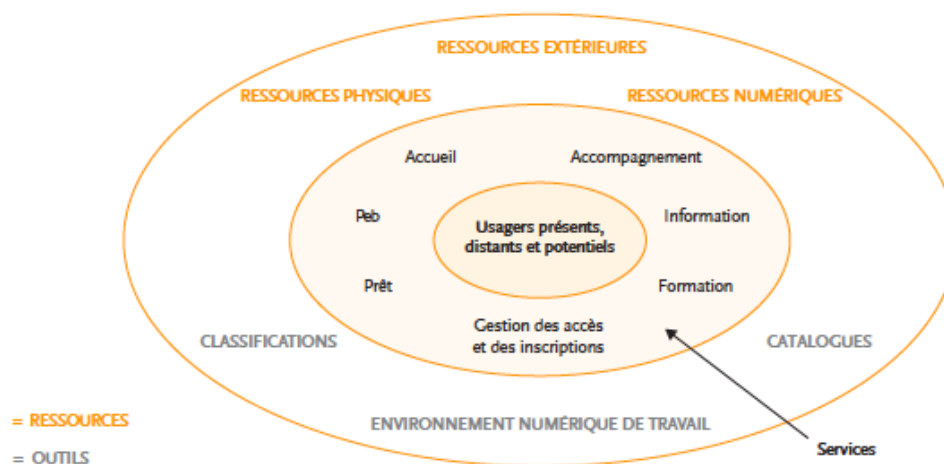 RESSOURCES EXTÉRIEURES
RESSOURCES PHYSIQUES
RESSOURCES NUMÉRIQUES
Accueil
Accompagnement
Peb
Usagers présents,
distants et potentiels
Information
Prêt
Formation
Gestion des accès
et des inscriptions
CLASSIFICATIONS
CATALOGUES
ENVIRONNEMENT NUMÉRIQUE DE TRAVAIL
= RESSOURCES
Services
= OUTILS